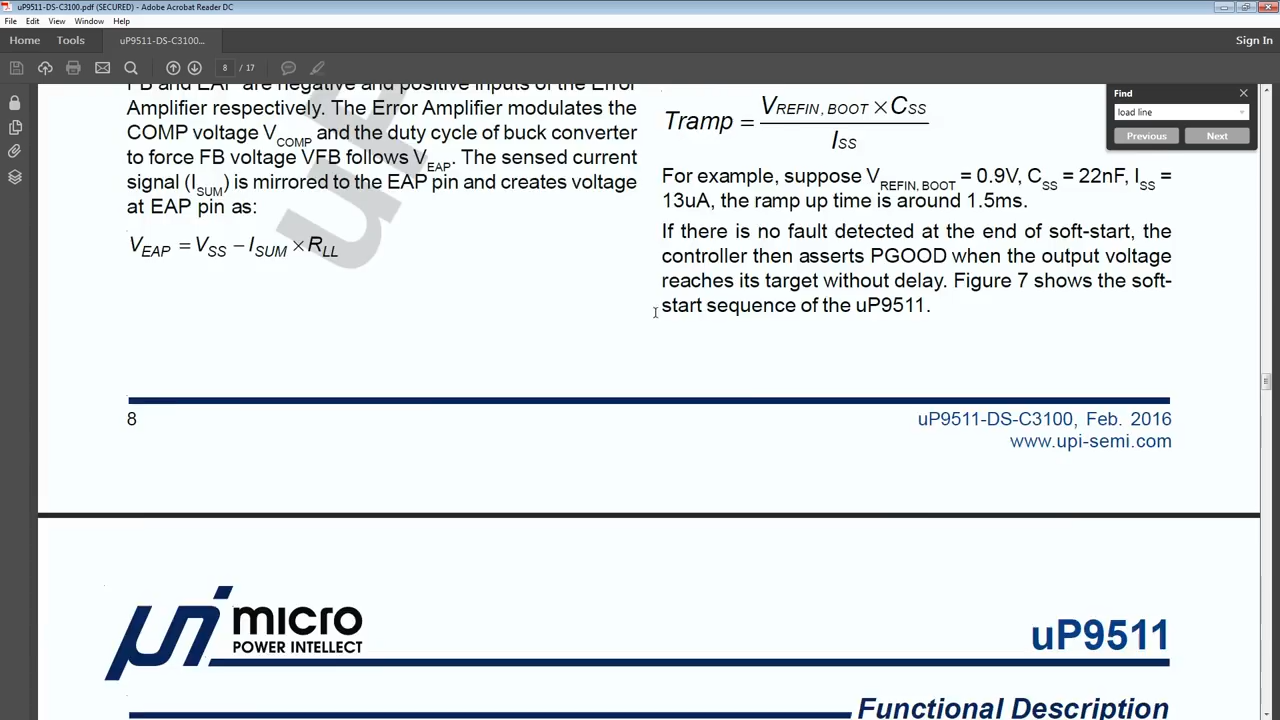 uP9511-DS-C3100.pdf (SECURED) - Adobe Acrobat Reader DC
File Edit View Window Help
Home Tools uP9511-DS-C3100... Sign In
8 / 17
Find
load line
Previous Next
FB and EAP are negative and positive inputs of the Error
Amplifier respectively. The Error Amplifier modulates the
COMP voltage VCOMP and the duty cycle of buck converter
to force FB voltage VFB follows VEAP. The sensed current
signal (ISUM) is mirrored to the EAP pin and creates voltage
at EAP pin as:
VEAP = VSS − ISUM × RLL
Tramp = VREFIN, BOOT × CSS
ISS
For example, suppose VREFIN, BOOT = 0.9V, CSS = 22nF, ISS =
13uA, the ramp up time is around 1.5ms.
If there is no fault detected at the end of soft-start, the
controller then asserts PGOOD when the output voltage
reaches its target without delay. Figure 7 shows the soft-
start sequence of the uP9511.
8
uP9511-DS-C3100, Feb. 2016
www.upi-semi.com
micro
POWER INTELLECT
uP9511
Functional Description